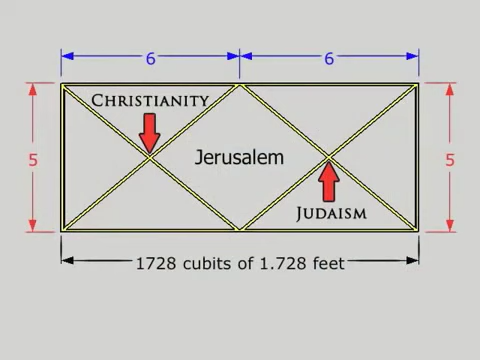 6 6
CHRISTIANITY
5 Jerusalem 5
JUDAISM
1728 cubits of 1.728 feet